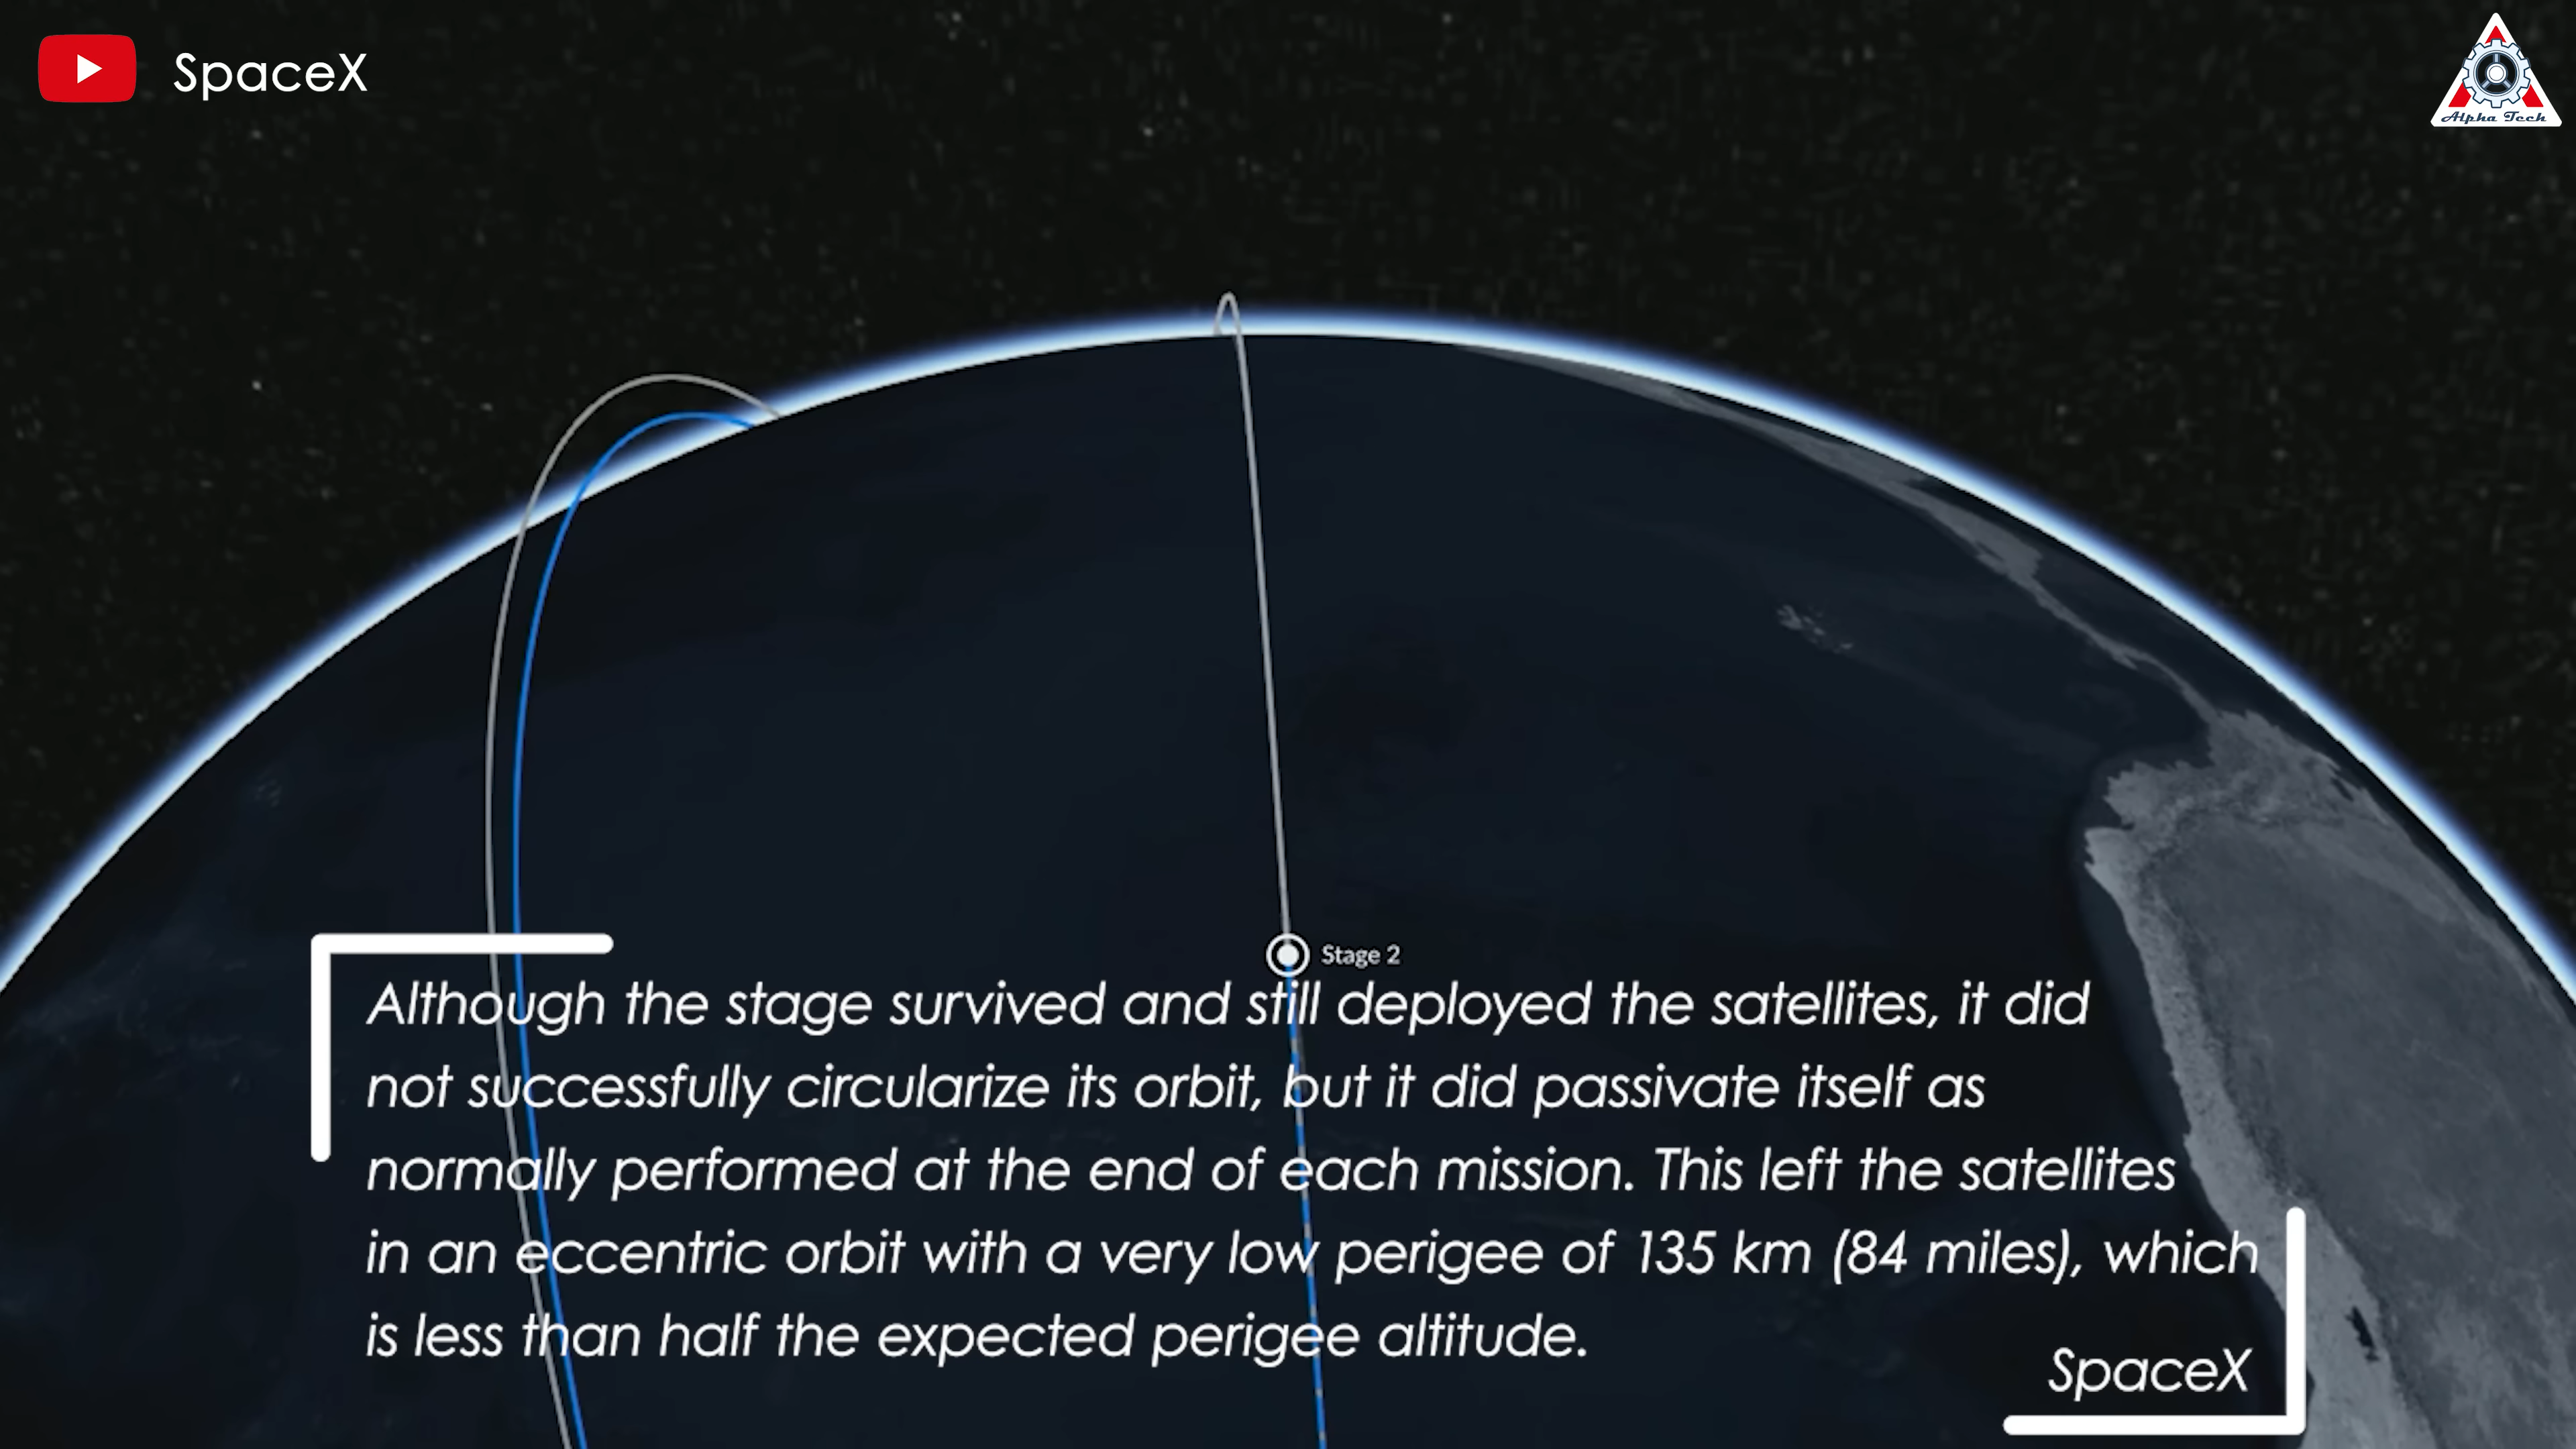 SpaceX
Alpha Tech
Stage 2
Although the stage survived and still deployed the satellites, it did
not successfully circularize its orbit, but it did passivate itself as
normally performed at the end of each mission. This left the satellites
in an eccentric orbit with a very low perigee of 135 km (84 miles), which
is less than half the expected perigee altitude.
SpaceX